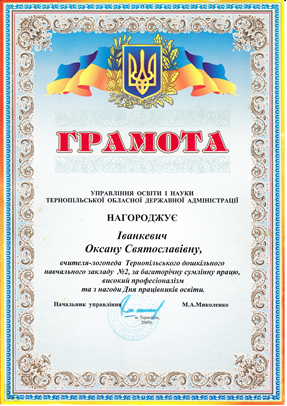 ГРАМОТА
УПРАВЛІННЯ ОСВІТИ І НАУКИ
ТЕРНОПІЛЬСЬКОЇ ОБЛАСНОЇ ДЕРЖАВНОЇ АДМІНІСТРАЦІЇ
НАГОРОДЖУЄ
Іванкевич
Оксану Святославівну,
вчителя-логопеда Тернопільського дошкільного
навчального закладу №2, за багаторічну сумлінну працю,
високий професіоналізм
та з нагоди Дня працівників освіти.
Начальник управління М.А.Миколенко
м. Тернопіль,
2005р.